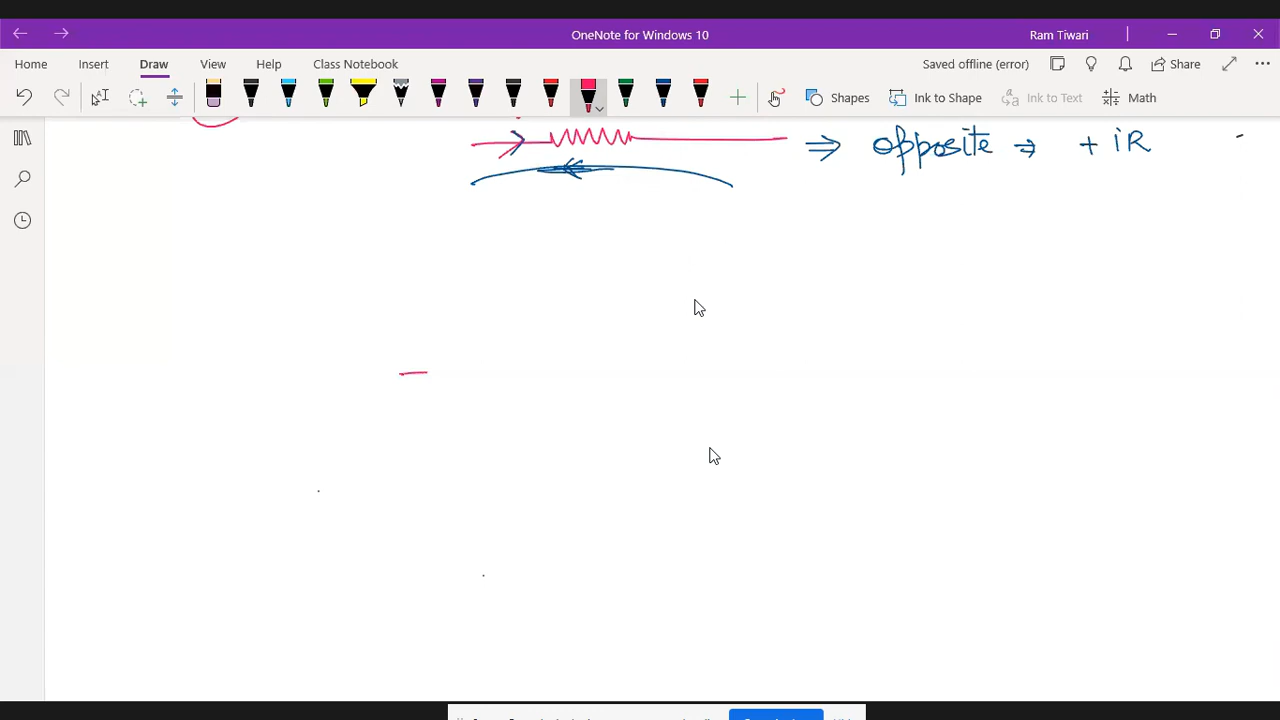 OneNote for Windows 10
Ram Tiwari
Home Insert Draw View Help Class Notebook
Saved offline (error)
Share
Shapes
Ink to Shape
Ink to Text
Math
⇒ opposite → + iR